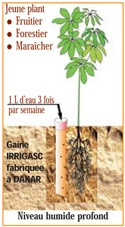 Jeune plant
• Fruitier
• Forestier
• Maraicher
1 L d'eau 3 fois
par semaine
Gaine
IRRIGASC
fabriquée
à DAKAR
Niveau humide profond